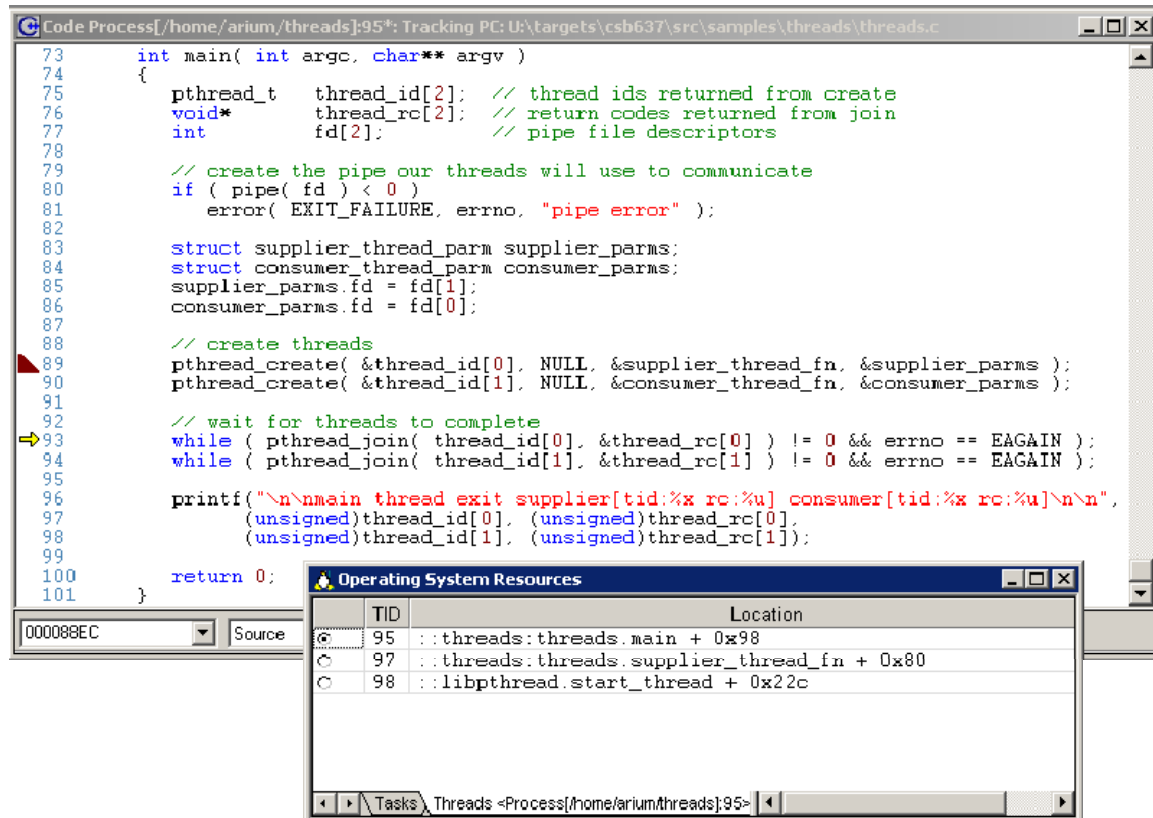 Code Process[/home/arium/threads]:95*: Tracking PC: U:\targets\csb637\src\samples\threads\threads.c
73 int main( int argc, char** argv )
74 {
75 pthread_t thread_id[2]; // thread ids returned from create
76 void* thread_rc[2]; // return codes returned from join
77 int fd[2]; // pipe file descriptors
78
79 // create the pipe our threads will use to communicate
80 if ( pipe( fd ) < 0 )
81 error( EXIT_FAILURE, errno, "pipe error" );
82
83 struct supplier_thread_parm supplier_parms;
84 struct consumer_thread_parm consumer_parms;
85 supplier_parms.fd = fd[1];
86 consumer_parms.fd = fd[0];
87
88 // create threads
89 pthread_create( &thread_id[0], NULL, &supplier_thread_fn, &supplier_parms );
90 pthread_create( &thread_id[1], NULL, &consumer_thread_fn, &consumer_parms );
91
92 // wait for threads to complete
93 while ( pthread_join( thread_id[0], &thread_rc[0] ) != 0 && errno == EAGAIN );
94 while ( pthread_join( thread_id[1], &thread_rc[1] ) != 0 && errno == EAGAIN );
95
96 printf("\n\nmain thread exit supplier[tid:%x rc:%u] consumer[tid:%x rc:%u]\n\n",
97 (unsigned)thread_id[0], (unsigned)thread_rc[0],
98 (unsigned)thread_id[1], (unsigned)thread_rc[1]);
99
100 return 0;
101 }
000088EC Source
Operating System Resources
TID Location
95 ::threads:threads.main + 0x98
97 ::threads:threads.supplier_thread_fn + 0x80
98 ::libpthread.start_thread + 0x22c
Tasks Threads <Process[/home/arium/threads]:95>